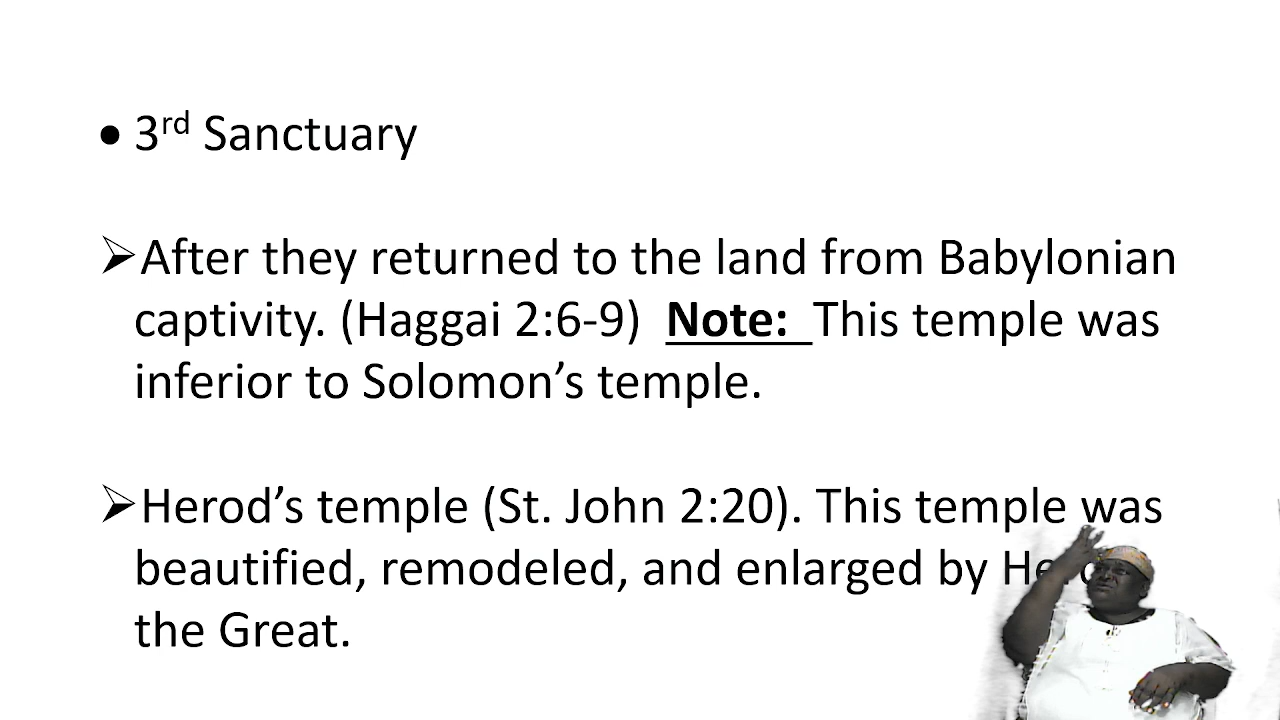 • 3rd Sanctuary
➢After they returned to the land from Babylonian
captivity. (Haggai 2:6-9) Note: This temple was
inferior to Solomon’s temple.
➢Herod’s temple (St. John 2:20). This temple was
beautified, remodeled, and enlarged by
the Great.